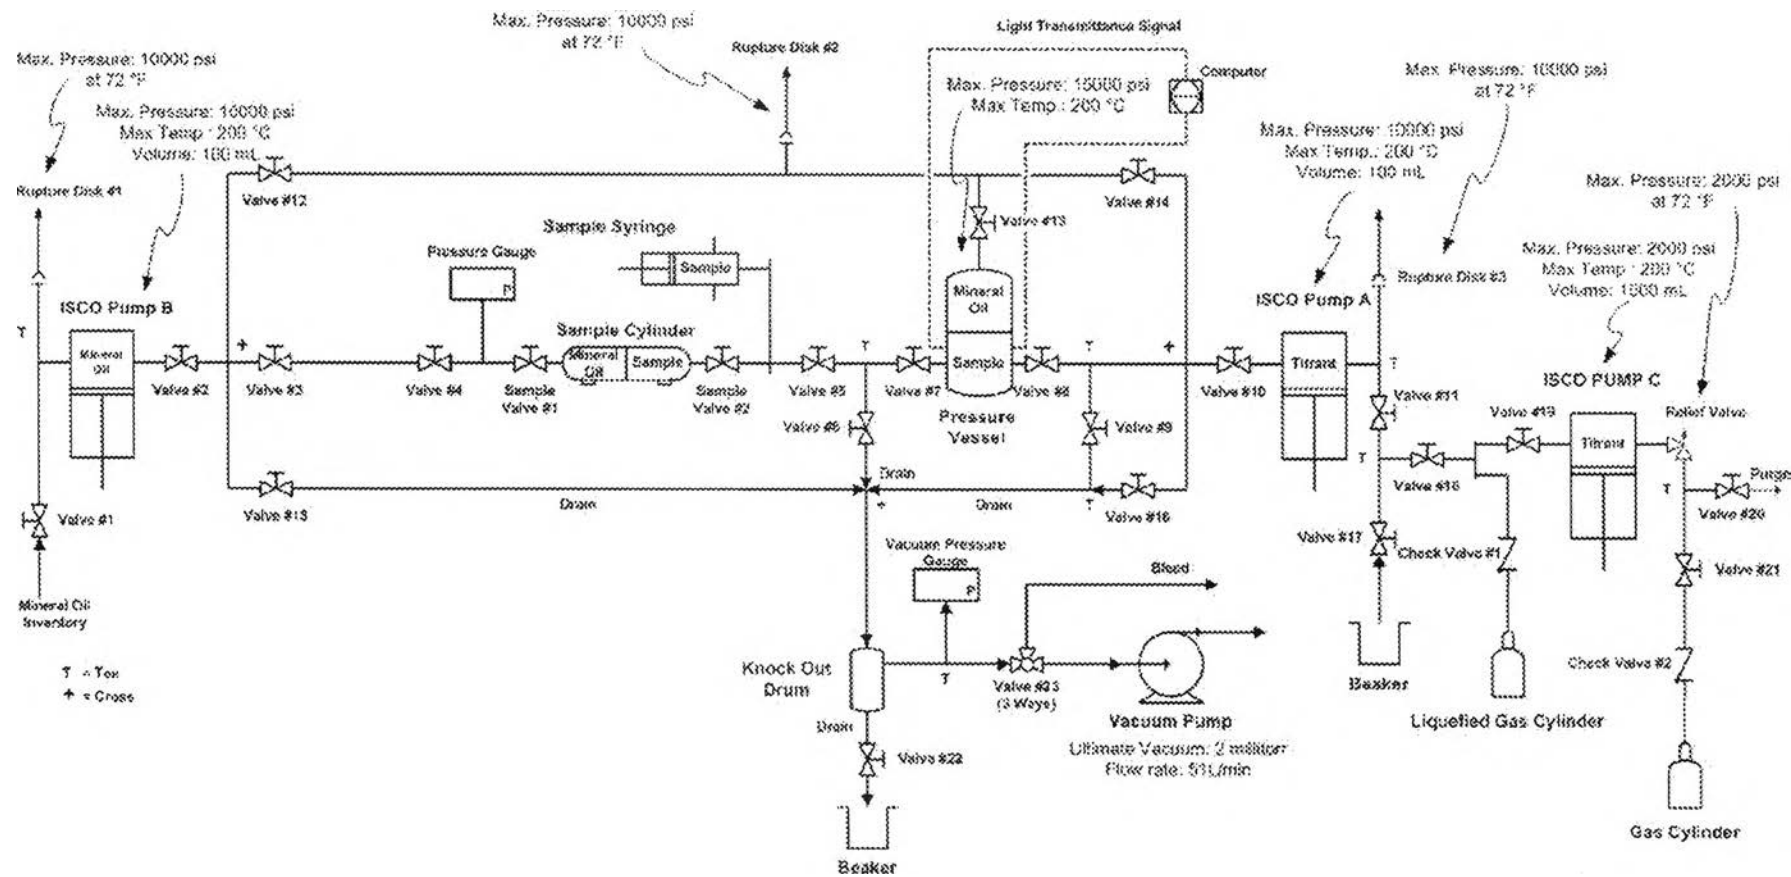 Max. Pressure: 10000 psi
at 72 °F
Rupture Disk #2
Light Transmittance Signal
Computer
Max. Pressure: 10000 psi
at 72 °F
Max. Pressure: 10000 psi
at 72 °F
Max. Pressure: 10000 psi
Max Temp.: 200 °C
Volume: 100 mL
Max. Pressure: 15000 psi
Max Temp.: 200 °C
Max. Pressure: 10000 psi
Max Temp.: 200 °C
Volume: 100 mL
Max. Pressure: 2000 psi
at 72 °F
Rupture Disk #1
Valve #12
Valve #14
Valve #13
Sample Syringe
Sample
Pressure Gauge
P
Rupture Disk #3
Max. Pressure: 2000 psi
Max Temp.: 200 °C
Volume: 1000 mL
ISCO Pump B
ISCO Pump A
Mineral
Oil
Sample Cylinder
Mineral
Oil
Sample
Mineral
Oil
Sample
Titrant
T
T
T
T
ISCO PUMP C
Valve #2
Valve #3
Valve #4
Sample
Valve #1
Sample
Valve #2
Valve #5
Valve #7
Valve #8
Valve #10
Valve #11
Pressure
Vessel
Valve #6
Valve #9
Valve #19
Relief Valve
Titrant
T
Valve #16
Drain
Purge
T
Valve #20
Valve #1
Valve #15
Drain
Drain
T
Valve #16
Valve #17
Check Valve #1
Valve #21
Vacuum Pressure
Gauge
P
Bleed
Mineral Oil
Inventory
T = Tee
+ = Cross
Knock Out
Drum
T
Valve #23
(3 Ways)
Vacuum Pump
Ultimate Vacuum: 2 millitorr
Flow rate: 51L/min
Beaker
Liquefied Gas Cylinder
Check Valve #2
Drain
Valve #22
Beaker
Gas Cylinder